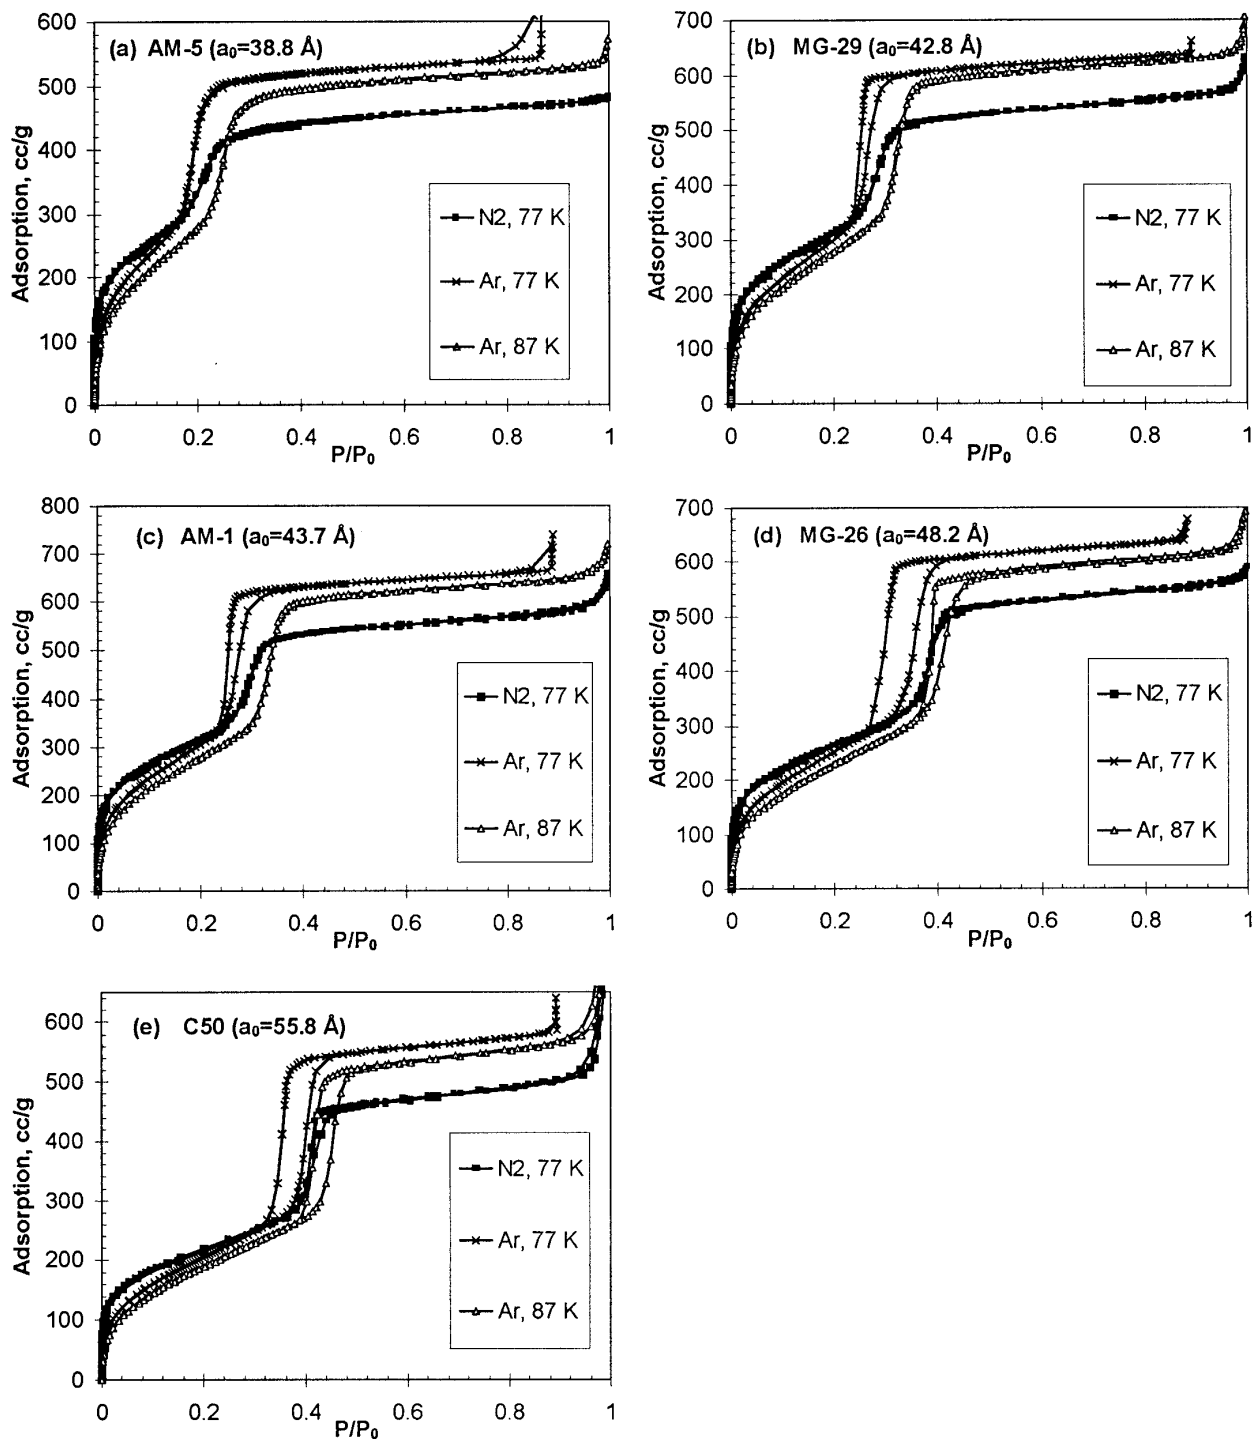 (a) AM-5 (a₀=38.8 Å)
Adsorption, cc/g
600
500
400
300
200
100
0
N2, 77 K
Ar, 77 K
Ar, 87 K
0 0.2 0.4 0.6 0.8 1
P/P₀
(b) MG-29 (a₀=42.8 Å)
Adsorption, cc/g
700
600
500
400
300
200
100
0
N2, 77 K
Ar, 77 K
Ar, 87 K
0 0.2 0.4 0.6 0.8 1
P/P₀
(c) AM-1 (a₀=43.7 Å)
Adsorption, cc/g
800
700
600
500
400
300
200
100
0
N2, 77 K
Ar, 77 K
Ar, 87 K
0 0.2 0.4 0.6 0.8 1
P/P₀
(d) MG-26 (a₀=48.2 Å)
Adsorption, cc/g
700
600
500
400
300
200
100
0
N2, 77 K
Ar, 77 K
Ar, 87 K
0 0.2 0.4 0.6 0.8 1
P/P₀
(e) C50 (a₀=55.8 Å)
Adsorption, cc/g
600
500
400
300
200
100
0
N2, 77 K
Ar, 77 K
Ar, 87 K
0 0.2 0.4 0.6 0.8 1
P/P₀